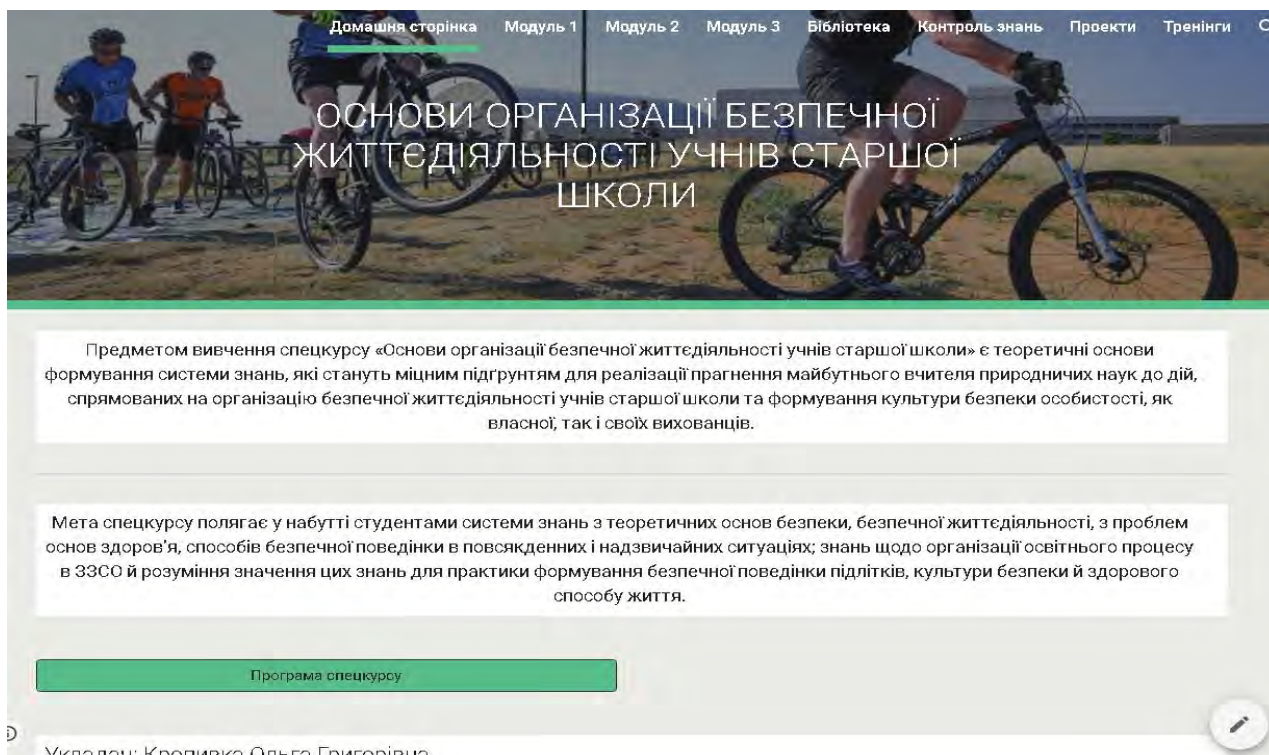 Домашня сторінка Модуль 1 Модуль 2 Модуль 3 Бібліотека Контроль знань Проекти Тренінги
ОСНОВИ ОРГАНІЗАЦІЇ БЕЗПЕЧНОЇ
ЖИТТЄДІЯЛЬНОСТІ УЧНІВ СТАРШОЇ
ШКОЛИ
Предметом вивчення спецкурсу «Основи організації безпечної життєдіяльності учнів старшої школи» є теоретичні основи
формування системи знань, які стануть міцним підґрунтям для реалізації прагнення майбутнього вчителя природничих наук до дій,
спрямованих на організацію безпечної життєдіяльності учнів старшої школи та формування культури безпеки особистості, як
власної, так і своїх вихованців.
Мета спецкурсу полягає у набутті студентами системи знань з теоретичних основ безпеки, безпечної життєдіяльності, з проблем
основ здоров'я, способів безпечної поведінки в повсякденних і надзвичайних ситуаціях; знань щодо організації освітнього процесу
в ЗЗСО й розуміння значення цих знань для практики формування безпечної поведінки підлітків, культури безпеки й здорового
способу життя.
Програма спецкурсу
Укладач: Кропивка Ольга Григорівна